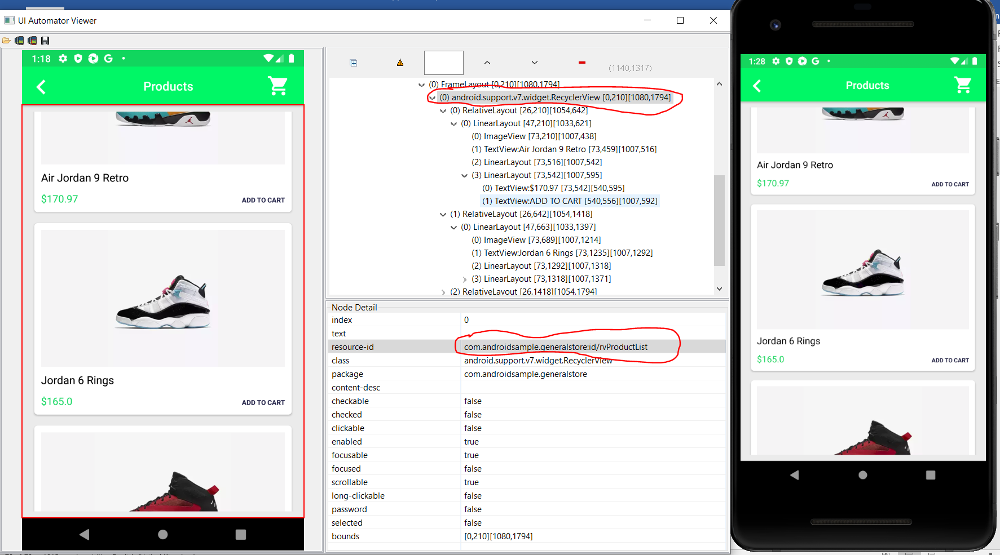 UI Automator Viewer
1:18
Products
Air Jordan 9 Retro
$170.97
ADD TO CART
Jordan 6 Rings
$165.0
ADD TO CART
(1140,1317)
(0) FrameLayout [0,210][1080,1794]
(0) android.support.v7.widget.RecyclerView [0,210][1080,1794]
(0) RelativeLayout [26,210][1054,642]
(0) LinearLayout [47,210][1033,621]
(0) ImageView [73,210][1007,438]
(1) TextView:Air Jordan 9 Retro [73,459][1007,516]
(2) LinearLayout [73,516][1007,542]
(3) LinearLayout [73,542][1007,595]
(0) TextView:$170.97 [73,542][540,595]
(1) TextView:ADD TO CART [540,556][1007,592]
(1) RelativeLayout [26,642][1054,1418]
(0) LinearLayout [47,663][1033,1397]
(0) ImageView [73,689][1007,1214]
(1) TextView:Jordan 6 Rings [73,1235][1007,1292]
(2) LinearLayout [73,1292][1007,1318]
(3) LinearLayout [73,1318][1007,1371]
(2) RelativeLayout [26,1418][1054,1794]
Node Detail
index 0
text
resource-id com.androidsample.generalstore:id/rvProductList
class android.support.v7.widget.RecyclerView
package com.androidsample.generalstore
content-desc
checkable false
checked false
clickable false
enabled true
focusable true
focused false
scrollable true
long-clickable false
password false
selected false
bounds [0,210][1080,1794]
1:28
Products
Air Jordan 9 Retro
$170.97
ADD TO CART
Jordan 6 Rings
$165.0
ADD TO CART